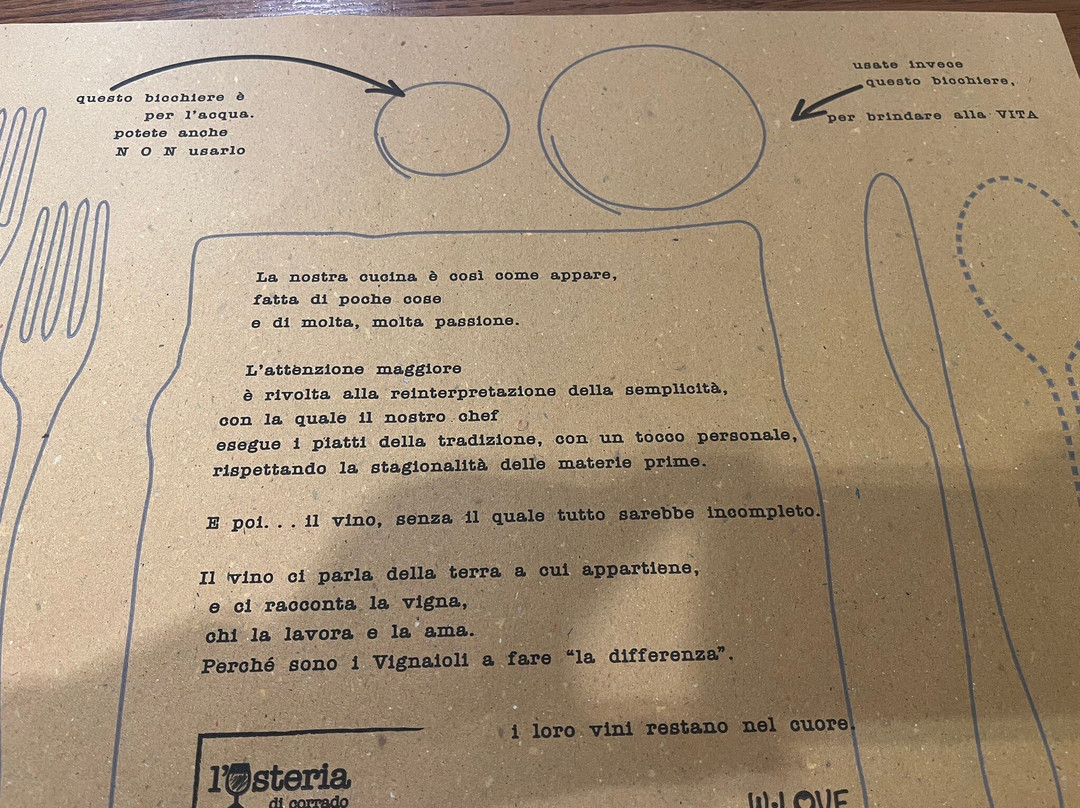 questo bicchiere è
per l'acqua.
potete anche
N O N usarlo
usate invece
questo bicchiere,
per brindare alla VITA
La nostra cucina è così come appare,
fatta di poche cose
e di molta, molta passione.
L'attenzione maggiore
è rivolta alla reinterpretazione della semplicità,
con la quale il nostro chef
esegue i piatti della tradizione, con un tocco personale,
rispettando la stagionalità delle materie prime.
E poi...il vino, senza il quale tutto sarebbe incompleto.
Il vino ci parla della terra a cui appartiene,
e ci racconta la vigna,
chi la lavora e la ama.
Perché sono i Vignaioli a fare “la differenza”.
i loro vini restano nel cuore.
l'Osteria
di corrado
LOVE